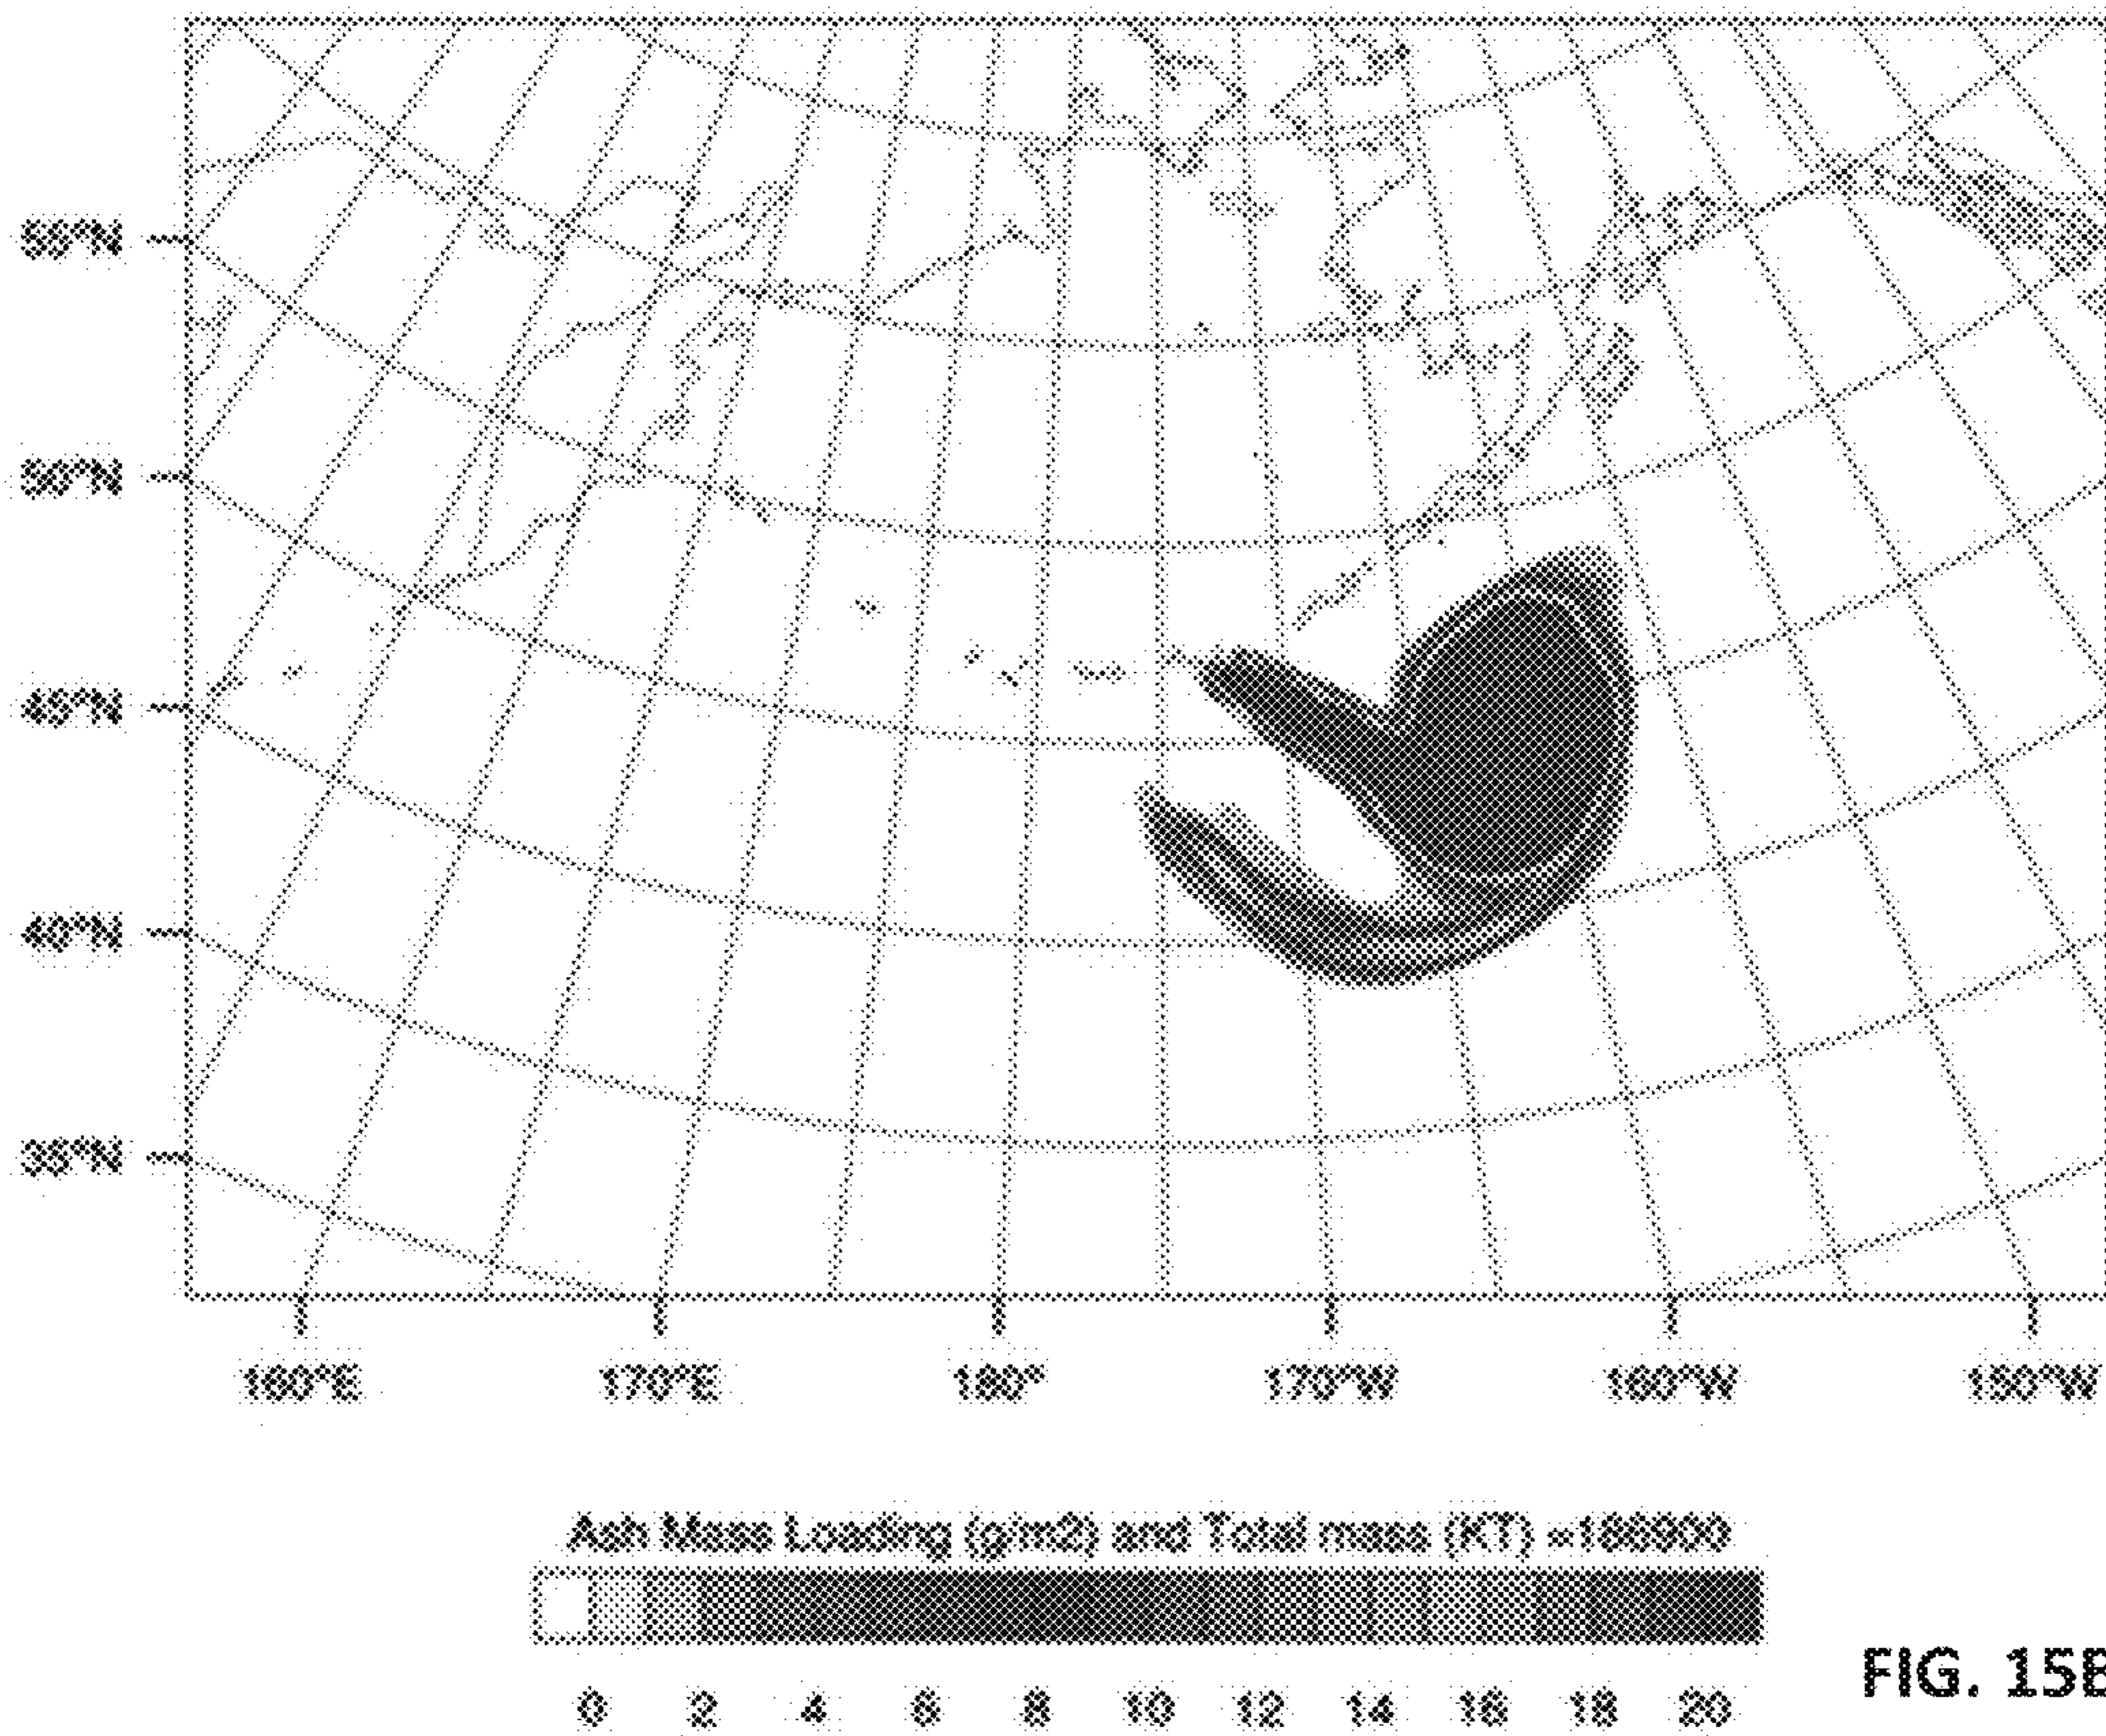 55°N
50°N
45°N
40°N
35°N
160°E 170°E 180° 170°W 160°W 150°W
Ash Mass Loading (g/m2) and Total mass (KT)
0 2 4 6 8 10 12 14 16 18 20
FIG. 15B